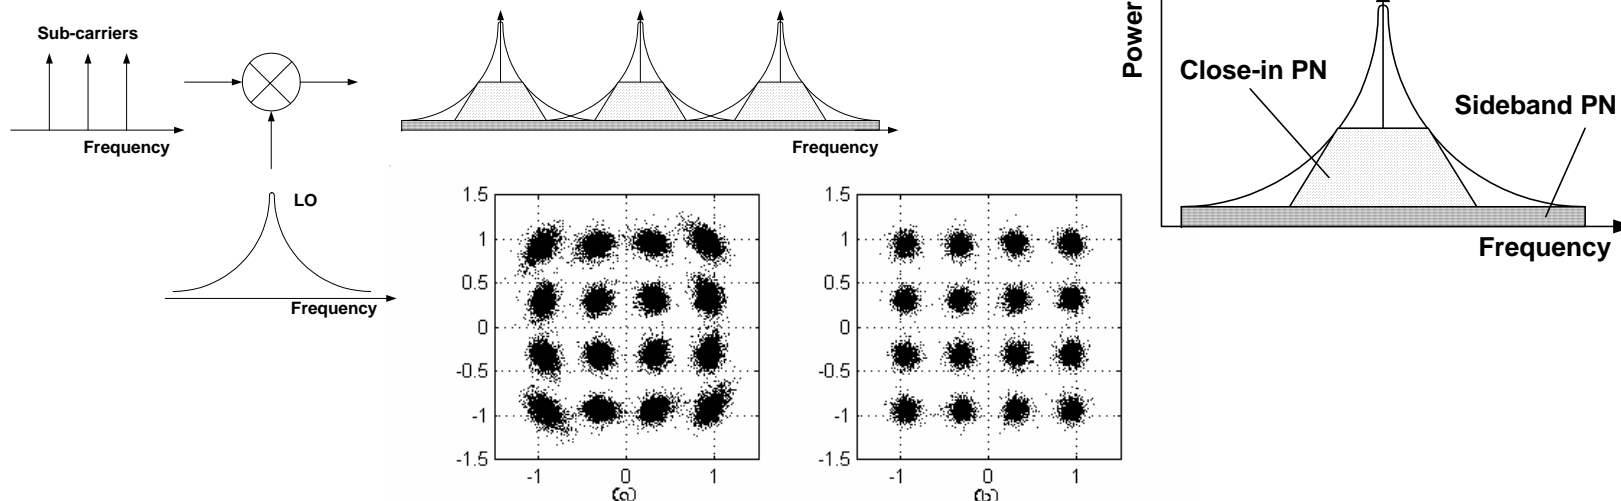 Sub-carriers
Frequency
LO
Frequency
Frequency
Power
Close-in PN
Sideband PN
Frequency
1.5
1
0.5
0
-0.5
-1
-1.5
-1 0 1
(a)
1.5
1
0.5
0
-0.5
-1
-1.5
-1 0 1
(b)